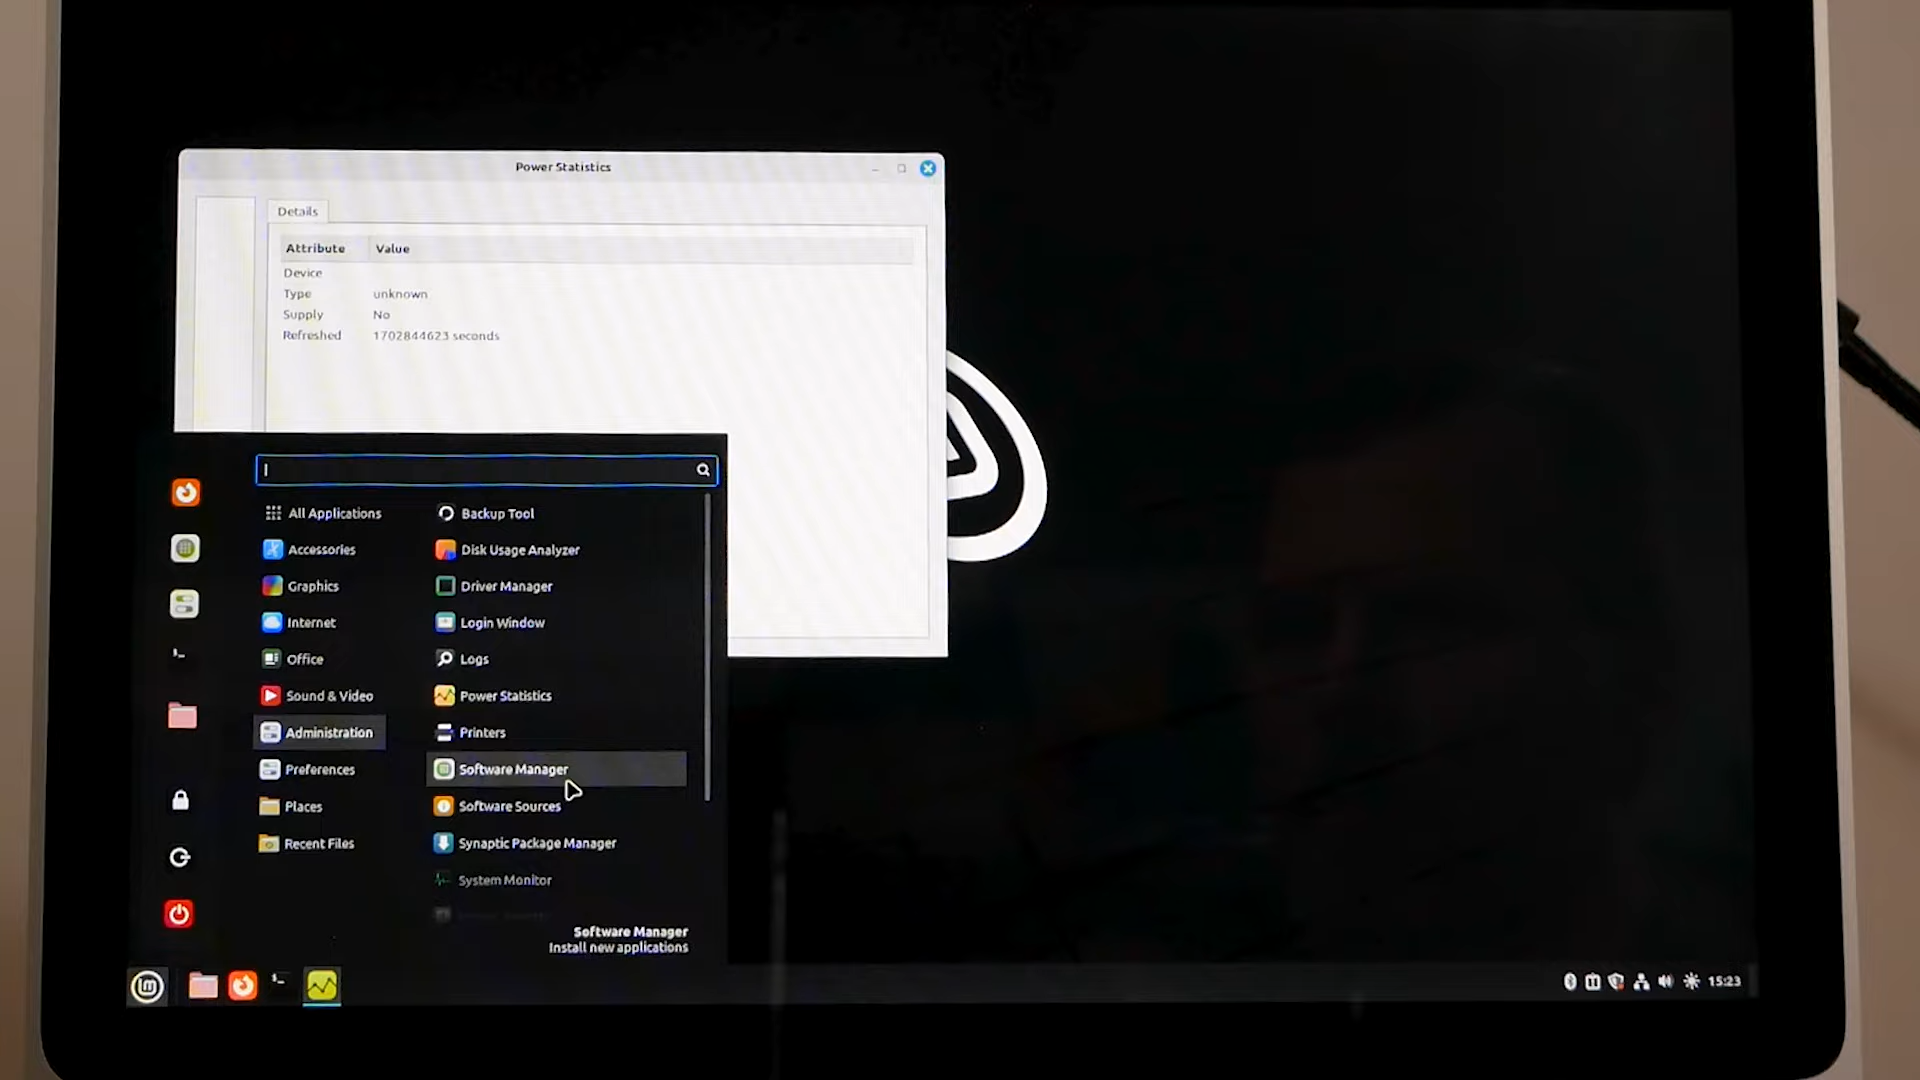 Power Statistics
Details
Attribute Value
Device
Type unknown
Supply No
Refreshed 1702844623 seconds
All Applications
Accessories
Graphics
Internet
Office
Sound & Video
Administration
Preferences
Places
Recent Files
Backup Tool
Disk Usage Analyzer
Driver Manager
Login Window
Logs
Power Statistics
Printers
Software Manager
Software Sources
Synaptic Package Manager
System Monitor
Software Manager
Install new applications
15:23